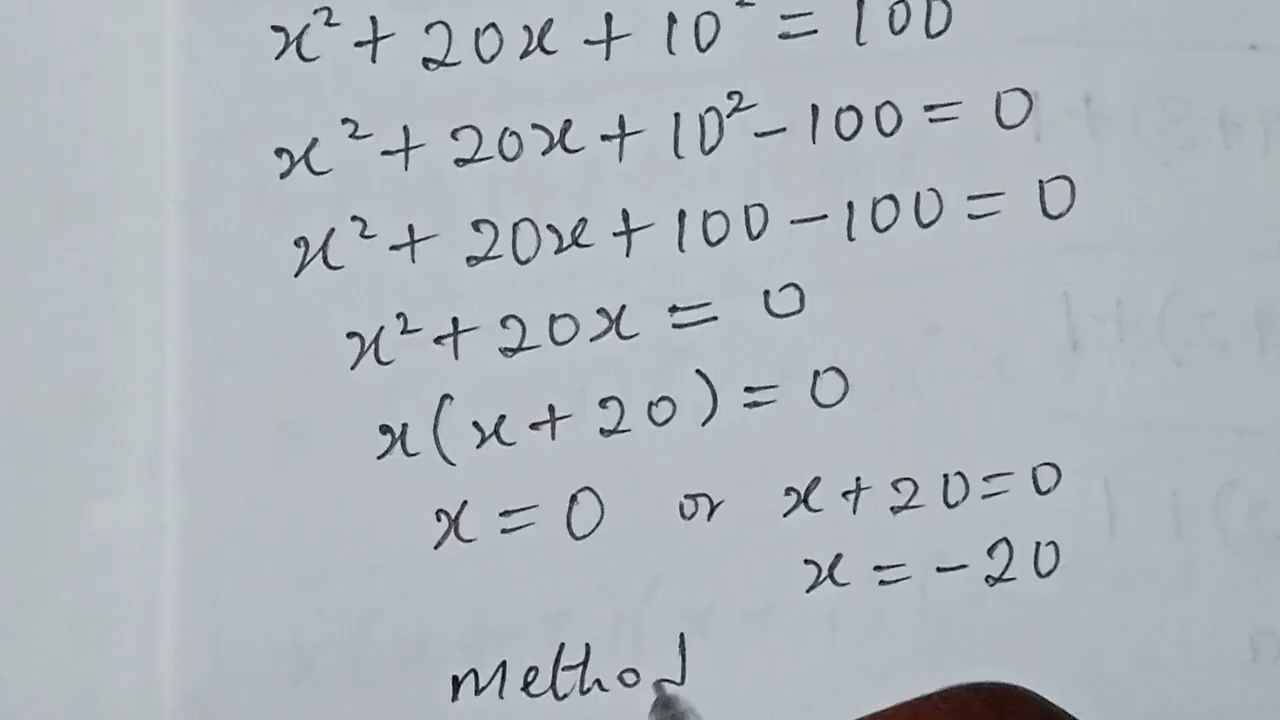 x² + 20x + 10² = 100
x² + 20x + 10² - 100 = 0
x² + 20x + 100 - 100 = 0
x² + 20x = 0
x(x + 20) = 0
x = 0 or x + 20 = 0
x = -20
Method